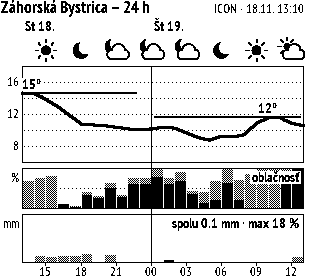 Záhorská Bystrica – 24 h
ICON · 18.11. 13:10
Št 18.
Št 19.
16
15°
12°
12
8
%
oblačnosť
mm
spolu 0.1 mm · max 18 %
15 18 21 00 03 06 09 12